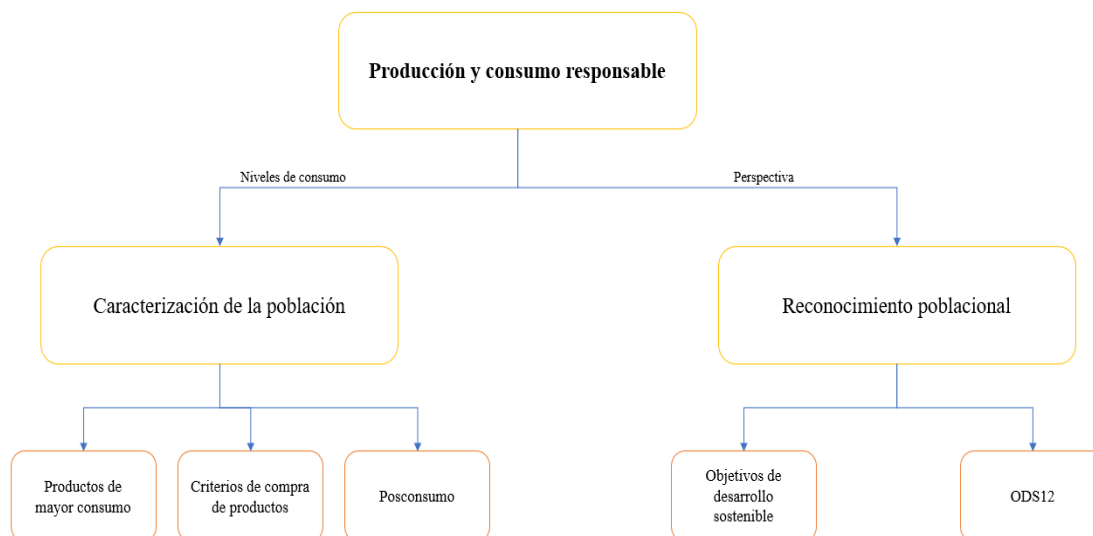 Producción y consumo responsable
Niveles de consumo
Perspectiva
Caracterización de la población
Reconocimiento poblacional
Productos de
mayor consumo
Criterios de compra
de productos
Posconsumo
Objetivos de
desarrollo
sostenible
ODS12